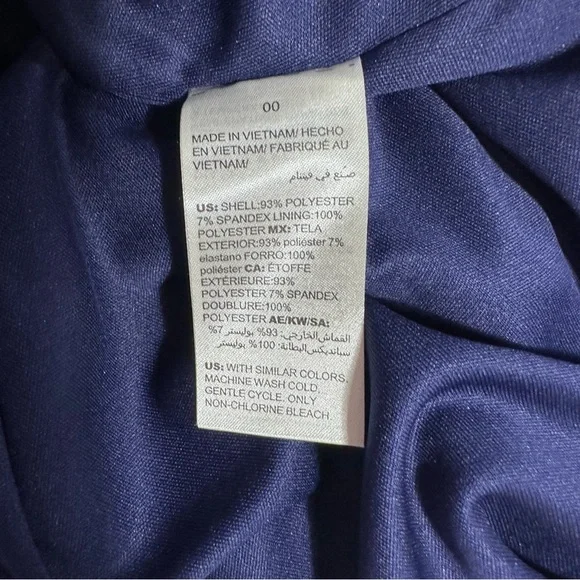 00
MADE IN VIETNAM/ HECHO
EN VIETNAM/ FABRIQUÉ AU
VIETNAM/
صنع في فيتنام
US: SHELL:93% POLYESTER
7% SPANDEX LINING:100%
POLYESTER MX: TELA
EXTERIOR:93% poliéster 7%
elastano FORRO:100%
poliéster CA: ÉTOFFE
EXTÉRIEURE:93%
POLYESTER 7% SPANDEX
DOUBLURE:100%
POLYESTER AE/KW/SA:
القماش الخارجي: 93% بوليستر 7%
سباندیکس البطانة: 100% بوليستر
US: WITH SIMILAR COLORS.
MACHINE WASH COLD.
GENTLE CYCLE. ONLY
NON-CHLORINE BLEACH.